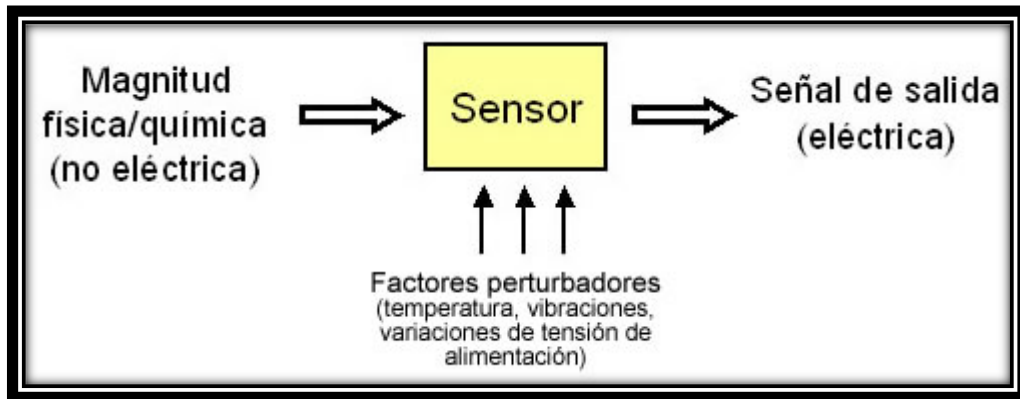 Magnitud
física/química
(no eléctrica)
Sensor
Señal de salida
(eléctrica)
Factores perturbadores
(temperatura, vibraciones,
variaciones de tensión de
alimentación)